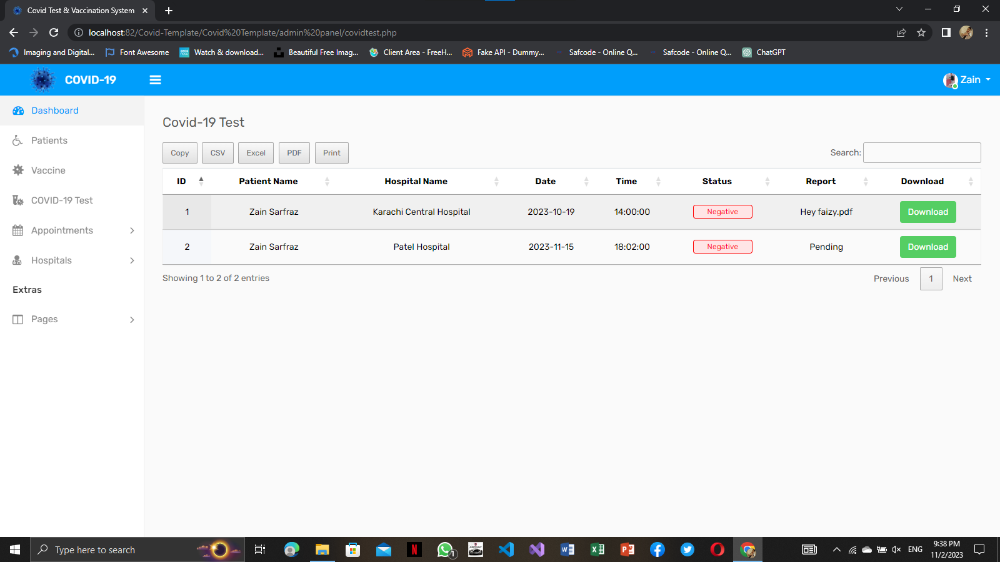 Covid Test & Vaccination System
localhost:82/Covid-Template/Covid%20Template/admin%20panel/covidtest.php
Imaging and Digital... Font Awesome Watch & download... Beautiful Free Imag... Client Area - FreeH... Fake API - Dummy... Safcode - Online Q... Safcode - Online Q... ChatGPT
COVID-19 Zain
Dashboard
Patients
Vaccine
COVID-19 Test
Appointments
Hospitals
Extras
Pages
Covid-19 Test
Copy CSV Excel PDF Print Search:
ID Patient Name Hospital Name Date Time Status Report Download
1 Zain Sarfraz Karachi Central Hospital 2023-10-19 14:00:00 Negative Hey faizy.pdf Download
2 Zain Sarfraz Patel Hospital 2023-11-15 18:02:00 Negative Pending Download
Showing 1 to 2 of 2 entries Previous 1 Next
Type here to search 1 ENG 9:38 PM
11/2/2023